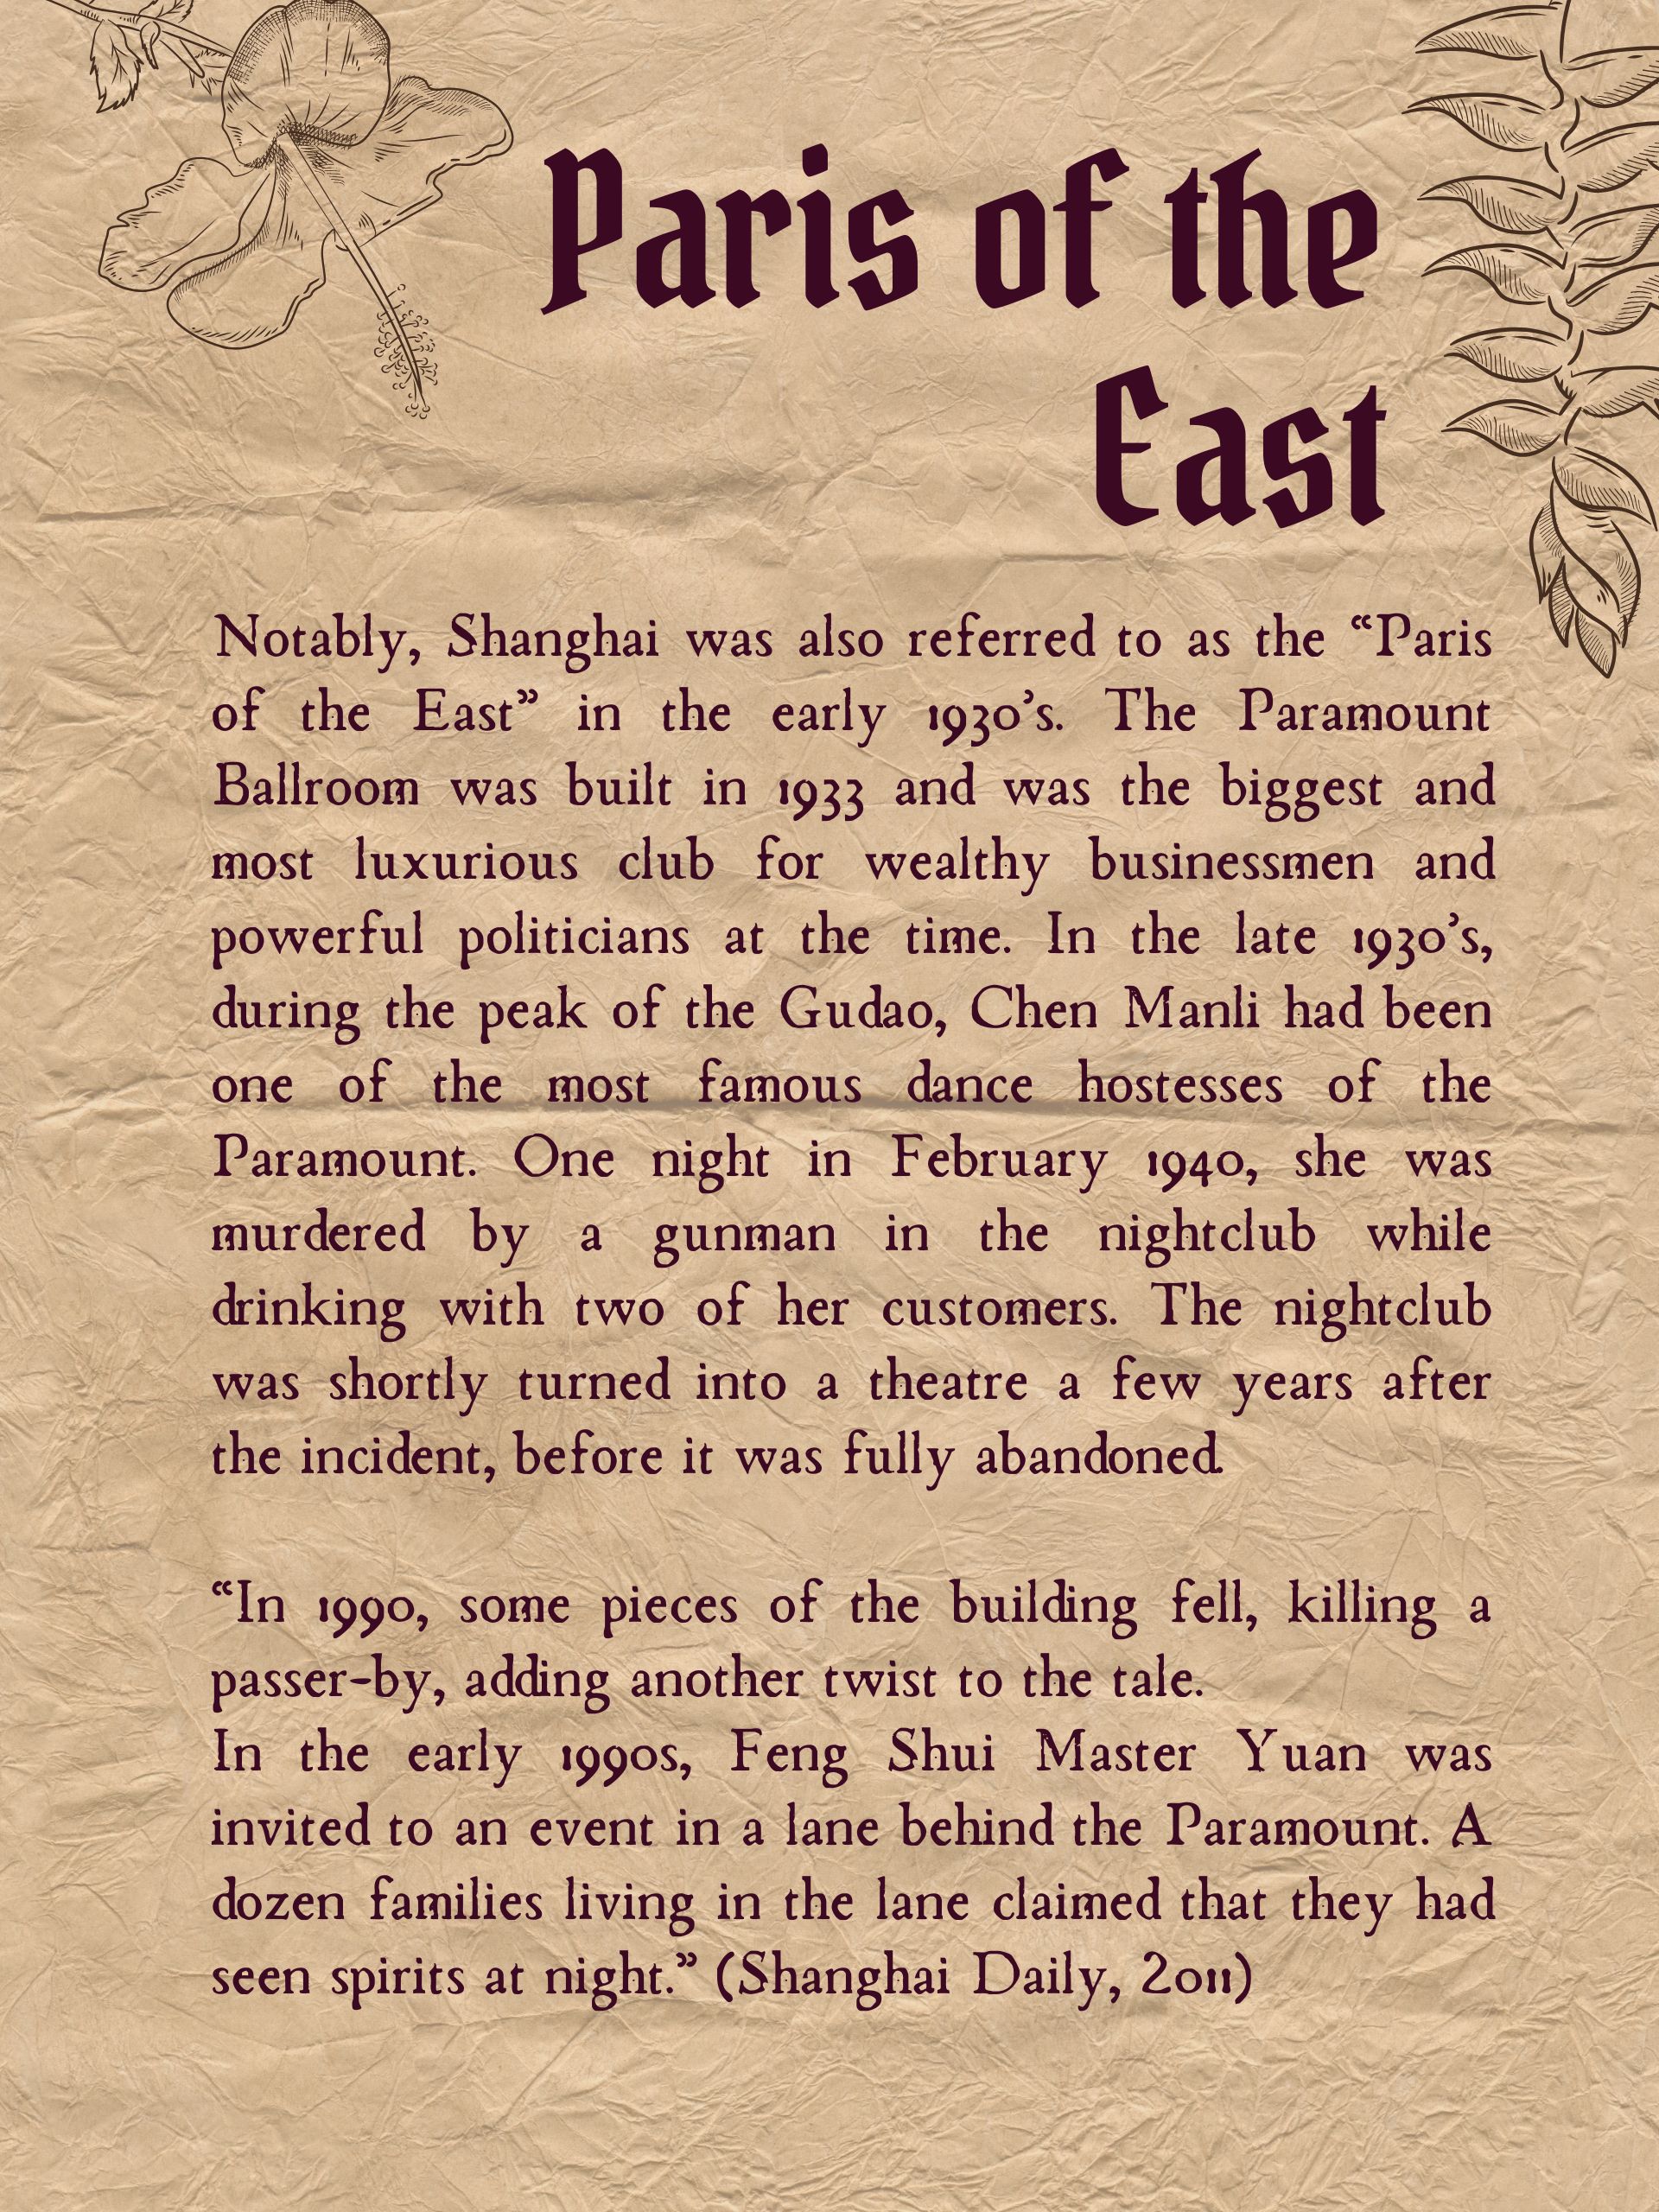 Paris of the
East
Notably, Shanghai was also referred to as the “Paris
of the East” in the early 1930’s. The Paramount
Ballroom was built in 1933 and was the biggest and
most luxurious club for wealthy businessmen and
powerful politicians at the time. In the late 1930’s,
during the peak of the Gudao, Chen Manli had been
one of the most famous dance hostesses of the
Paramount. One night in February 1940, she was
murdered by a gunman in the nightclub while
drinking with two of her customers. The nightclub
was shortly turned into a theatre a few years after
the incident, before it was fully abandoned.
“In 1990, some pieces of the building fell, killing a
passer-by, adding another twist to the tale.
In the early 1990s, Feng Shui Master Yuan was
invited to an event in a lane behind the Paramount. A
dozen families living in the lane claimed that they had
seen spirits at night.” (Shanghai Daily, 2011)